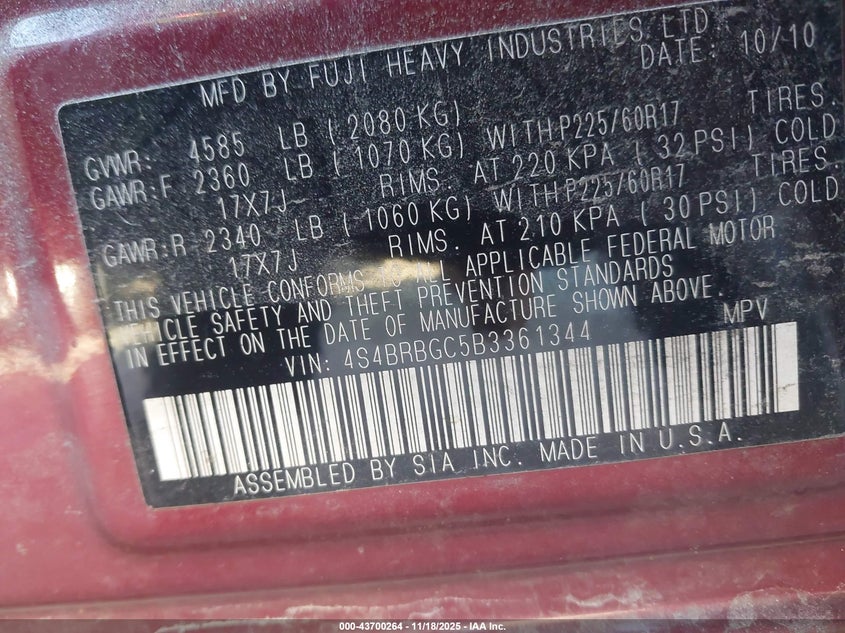 MFD BY FUJI HEAVY INDUSTRIES LTD.
DATE: 10/10
GVWR: 4585 LB ( 2080 KG)
GAWR:F 2360 LB ( 1070 KG) WITH P225/60R17 TIRES.
17X7J RIMS. AT 220 KPA ( 32 PSI) COLD
GAWR:R 2340 LB ( 1060 KG) WITH P225/60R17 TIRES.
17X7J RIMS. AT 210 KPA ( 30 PSI) COLD
THIS VEHICLE CONFORMS TO ALL APPLICABLE FEDERAL MOTOR
VEHICLE SAFETY AND THEFT PREVENTION STANDARDS
IN EFFECT ON THE DATE OF MANUFACTURE SHOWN ABOVE.
VIN: 4S4BRBGC5B3361344 MPV
ASSEMBLED BY SIA INC. MADE IN U.S.A.
000-43700264 - 11/18/2025 - IAA Inc.